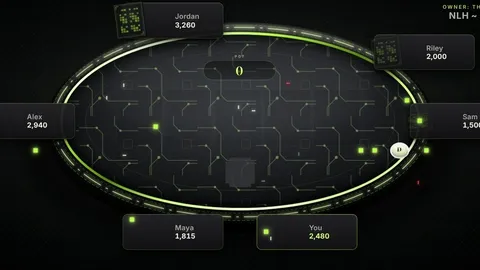 OWNER: TH
NLH ~
Jordan
3,260
Riley
2,000
POT
0
Alex
2,940
Sam
1,500
D
Maya
1,815
You
2,480